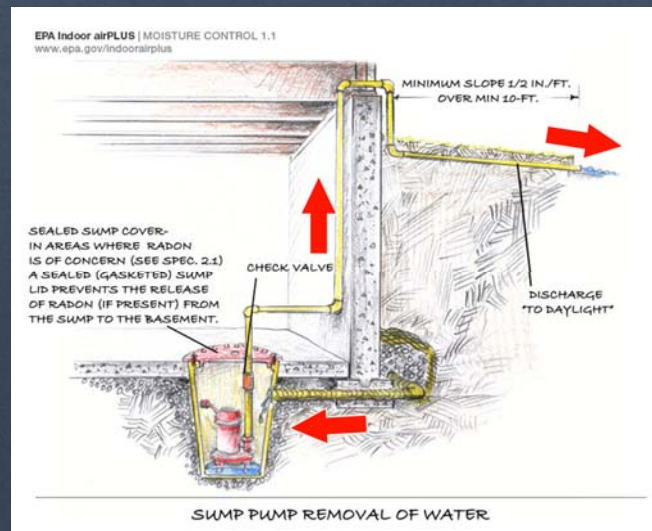 EPA Indoor airPLUS | MOISTURE CONTROL 1.1
www.epa.gov/indoorairplus
MINIMUM SLOPE 1/2 IN./FT.
OVER MIN 10-FT.
SEALED SUMP COVER-
IN AREAS WHERE RADON
IS OF CONCERN (SEE SPEC. 2.1)
A SEALED (GASKETED) SUMP
LID PREVENTS THE RELEASE
OF RADON (IF PRESENT) FROM
THE SUMP TO THE BASEMENT.
CHECK VALVE
DISCHARGE
"TO DAYLIGHT"
SUMP PUMP REMOVAL OF WATER